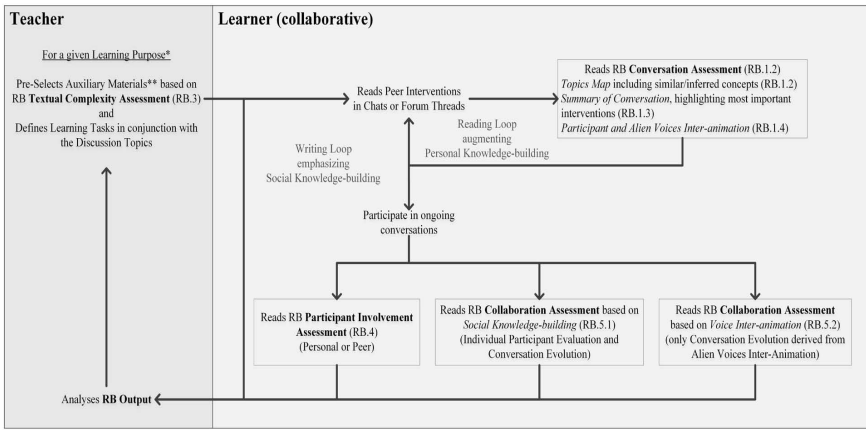 Teacher
For a given Learning Purpose*
Pre-Selects Auxiliary Materials** based on
RB Textual Complexity Assessment (RB.3)
and
Defines Learning Tasks in conjunction with
the Discussion Topics
Analyses RB Output
Learner (collaborative)
Reads Peer Interventions
in Chats or Forum Threads
Reads RB Conversation Assessment (RB.1.2)
Topics Map including similar/inferred concepts (RB.1.2)
Summary of Conversation, highlighting most important
interventions (RB.1.3)
Participant and Alien Voices Inter-animation (RB.1.4)
Writing Loop
emphasizing
Social Knowledge-building
Reading Loop
augmenting
Personal Knowledge-building
Participate in ongoing
conversations
Reads RB Participant Involvement
Assessment (RB.4)
(Personal or Peer)
Reads RB Collaboration Assessment based on
Social Knowledge-building (RB.5.1)
(Individual Participant Evaluation and
Conversation Evolution)
Reads RB Collaboration Assessment
based on Voice Inter-animation (RB.5.2)
(only Conversation Evolution derived from
Alien Voices Inter-Animation)